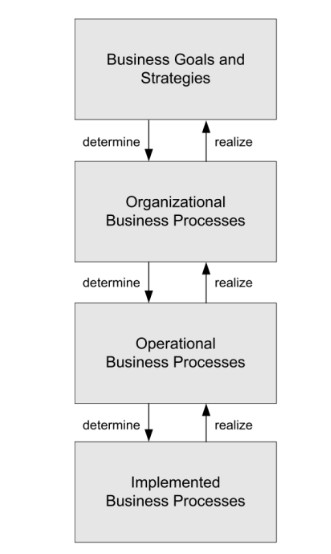 Business Goals and
Strategies
determine
realize
Organizational
Business Processes
determine
realize
Operational
Business Processes
determine
realize
Implemented
Business Processes